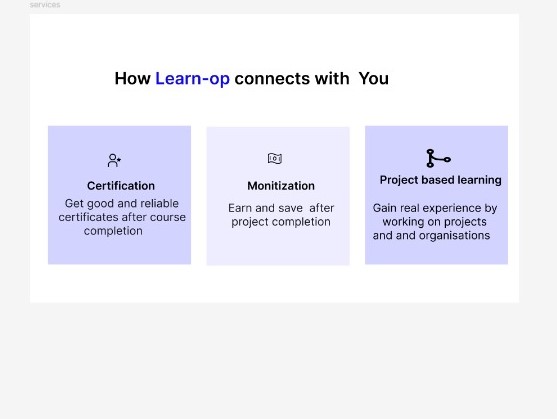 services
How Learn-op connects with You
Certification
Get good and reliable
certificates after course
completion
Monitization
Earn and save after
project completion
Project based learning
Gain real experience by
working on projects
and and organisations